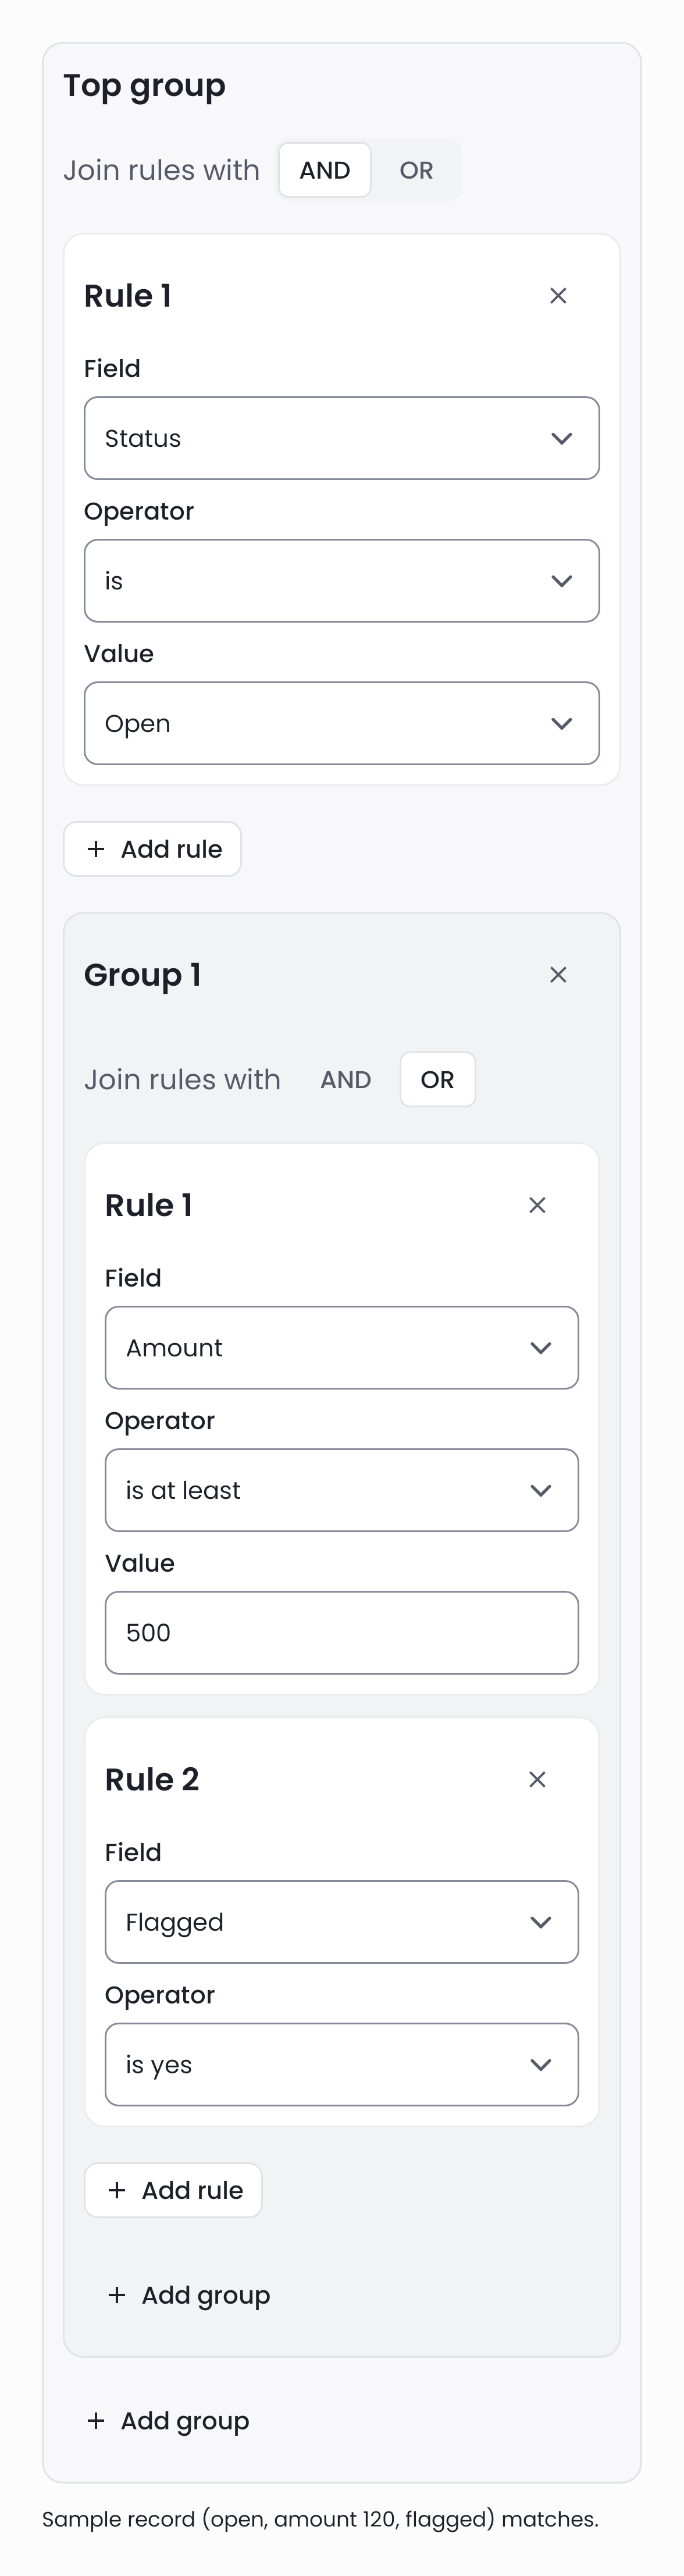 Top group
Join rules with AND OR
Rule 1
Field
Status
Operator
is
Value
Open
+ Add rule
Group 1
Join rules with AND OR
Rule 1
Field
Amount
Operator
is at least
Value
500
Rule 2
Field
Flagged
Operator
is yes
+ Add rule
+ Add group
+ Add group
Sample record (open, amount 120, flagged) matches.